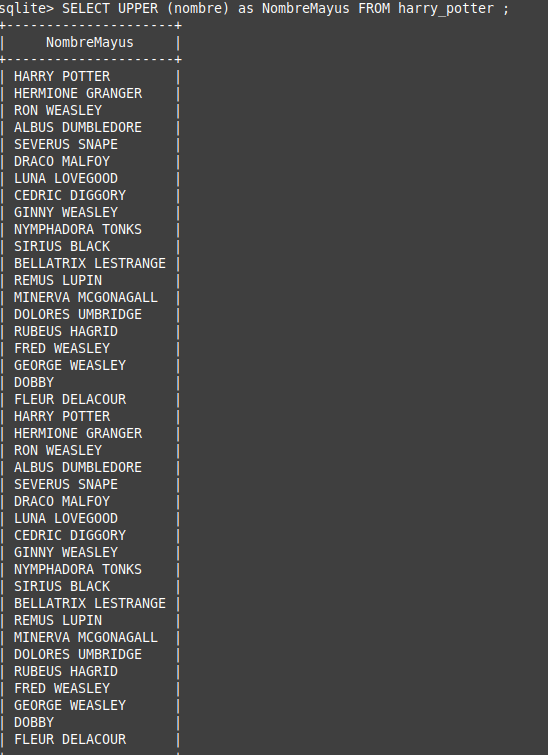 sqlite> SELECT UPPER (nombre) as NombreMayus FROM harry_potter ;
+---------------------+
|     NombreMayus     |
+---------------------+
| HARRY POTTER        |
| HERMIONE GRANGER    |
| RON WEASLEY         |
| ALBUS DUMBLEDORE    |
| SEVERUS SNAPE       |
| DRACO MALFOY        |
| LUNA LOVEGOOD       |
| CEDRIC DIGGORY      |
| GINNY WEASLEY       |
| NYMPHADORA TONKS    |
| SIRIUS BLACK        |
| BELLATRIX LESTRANGE |
| REMUS LUPIN         |
| MINERVA MCGONAGALL  |
| DOLORES UMBRIDGE    |
| RUBEUS HAGRID       |
| FRED WEASLEY        |
| GEORGE WEASLEY      |
| DOBBY               |
| FLEUR DELACOUR      |
| HARRY POTTER        |
| HERMIONE GRANGER    |
| RON WEASLEY         |
| ALBUS DUMBLEDORE    |
| SEVERUS SNAPE       |
| DRACO MALFOY        |
| LUNA LOVEGOOD       |
| CEDRIC DIGGORY      |
| GINNY WEASLEY       |
| NYMPHADORA TONKS    |
| SIRIUS BLACK        |
| BELLATRIX LESTRANGE |
| REMUS LUPIN         |
| MINERVA MCGONAGALL  |
| DOLORES UMBRIDGE    |
| RUBEUS HAGRID       |
| FRED WEASLEY        |
| GEORGE WEASLEY      |
| DOBBY               |
| FLEUR DELACOUR      |